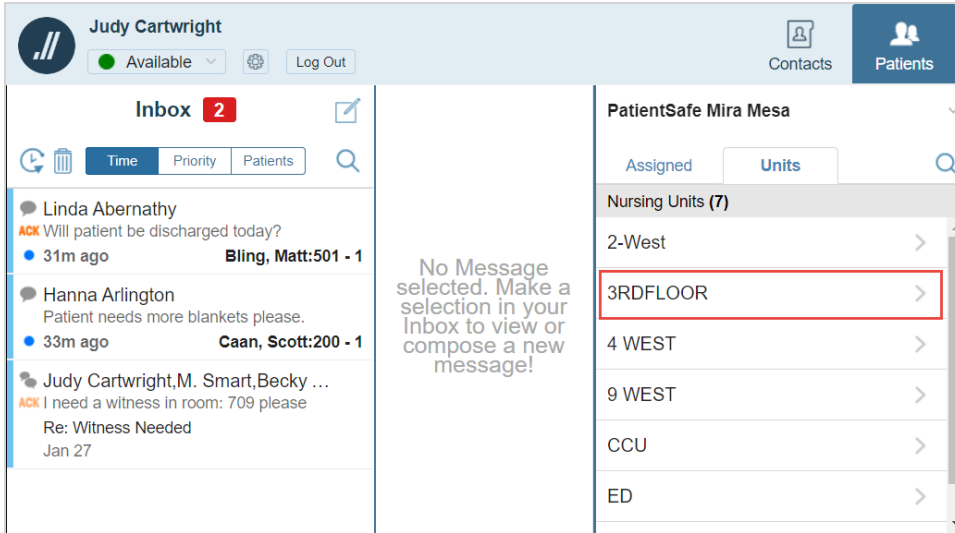 Judy Cartwright
Available
Log Out
Contacts
Patients
Inbox 2
Time Priority Patients
Linda Abernathy
ACK Will patient be discharged today?
31m ago Bling, Matt:501 - 1
Hanna Arlington
Patient needs more blankets please.
33m ago Caan, Scott:200 - 1
Judy Cartwright,M. Smart,Becky ...
ACK I need a witness in room: 709 please
Re: Witness Needed
Jan 27
No Message
selected. Make a
selection in your
Inbox to view or
compose a new
message!
PatientSafe Mira Mesa
Assigned Units
Nursing Units (7)
2-West
3RDFLOOR
4 WEST
9 WEST
CCU
ED